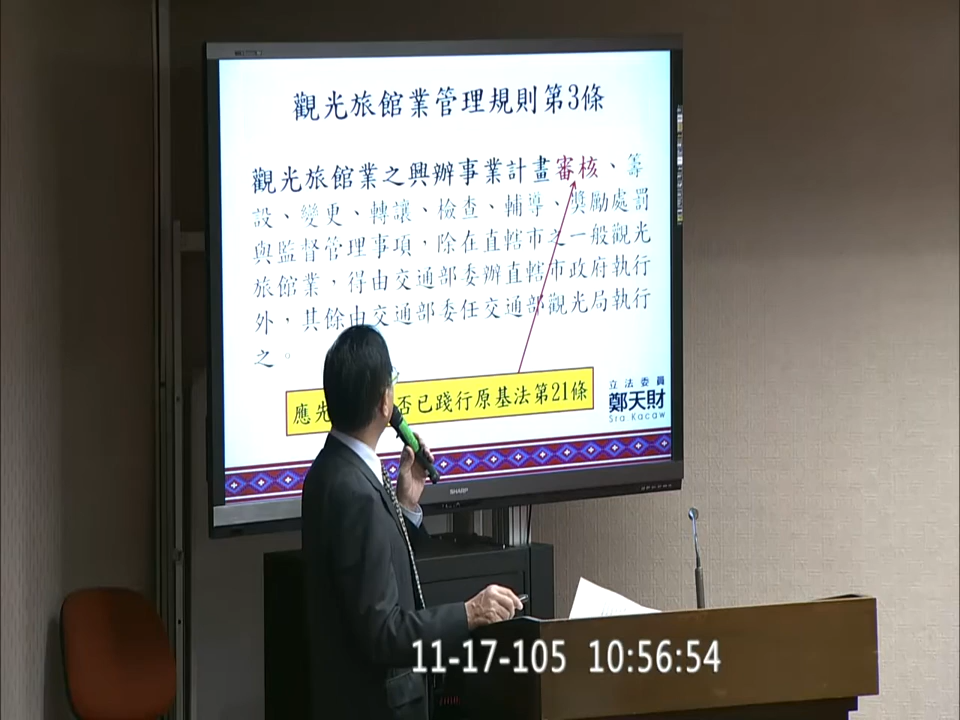 觀光旅館業管理規則第3條
觀光旅館業之興辦事業計畫審核、籌
設、變更、轉讓、檢查、輔導、獎勵處罰
與監督管理事項，除在直轄市之一般觀光
旅館業，得由交通部委辦直轄市政府執行
外，其餘由交通部委任交通部觀光局執行
之。
應先 否已踐行原基法第21條
立法委員
鄭天財
Sra Kacaw
SHARP
11-17-105 10:56:54